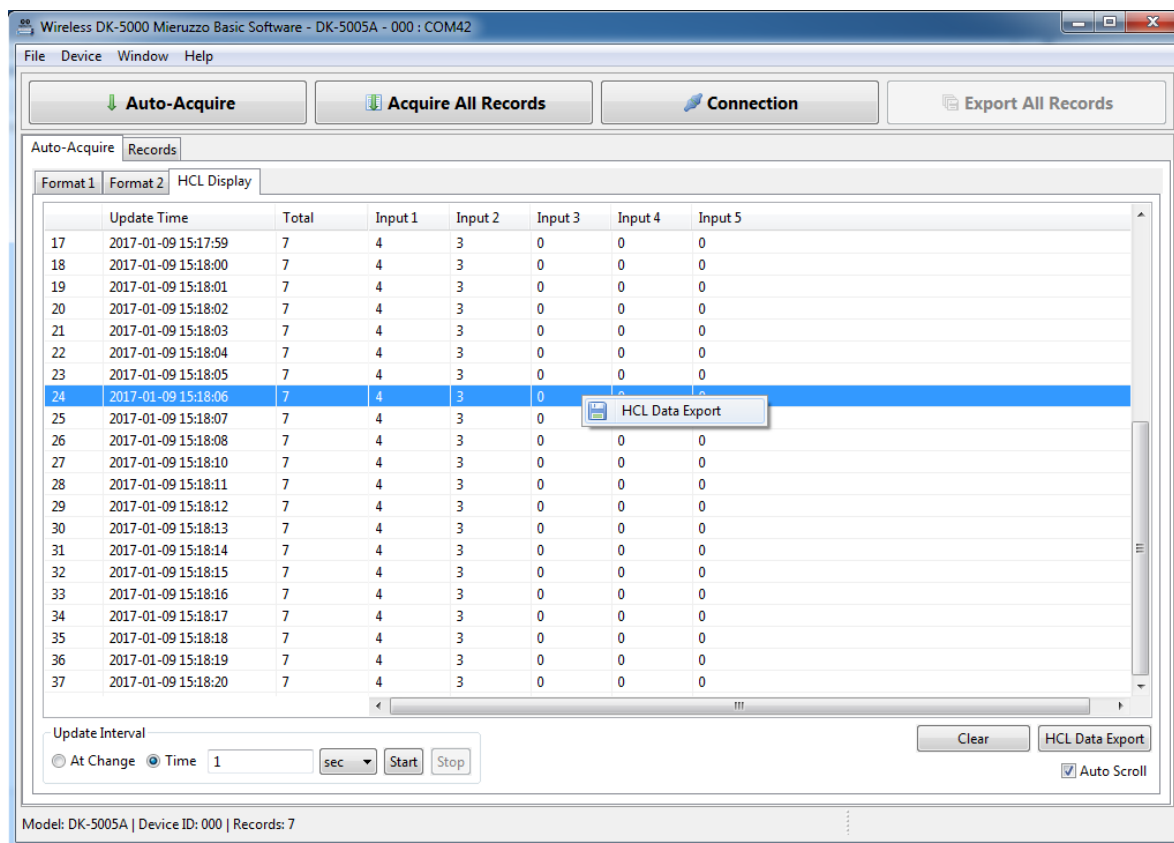 Wireless DK-5000 Mieruzzo Basic Software - DK-5005A - 000 : COM42
File Device Window Help
Auto-Acquire Acquire All Records Connection Export All Records
Auto-Acquire Records
Format 1 Format 2 HCL Display
Update Time Total Input 1 Input 2 Input 3 Input 4 Input 5
17 2017-01-09 15:17:59 7 4 3 0 0 0
18 2017-01-09 15:18:00 7 4 3 0 0 0
19 2017-01-09 15:18:01 7 4 3 0 0 0
20 2017-01-09 15:18:02 7 4 3 0 0 0
21 2017-01-09 15:18:03 7 4 3 0 0 0
22 2017-01-09 15:18:04 7 4 3 0 0 0
23 2017-01-09 15:18:05 7 4 3 0 0 0
24 2017-01-09 15:18:06 7 4 3 0
HCL Data Export
25 2017-01-09 15:18:07 7 4 3 0
26 2017-01-09 15:18:08 7 4 3 0 0 0
27 2017-01-09 15:18:10 7 4 3 0 0 0
28 2017-01-09 15:18:11 7 4 3 0 0 0
29 2017-01-09 15:18:12 7 4 3 0 0 0
30 2017-01-09 15:18:13 7 4 3 0 0 0
31 2017-01-09 15:18:14 7 4 3 0 0 0
32 2017-01-09 15:18:15 7 4 3 0 0 0
33 2017-01-09 15:18:16 7 4 3 0 0 0
34 2017-01-09 15:18:17 7 4 3 0 0 0
35 2017-01-09 15:18:18 7 4 3 0 0 0
36 2017-01-09 15:18:19 7 4 3 0 0 0
37 2017-01-09 15:18:20 7 4 3 0 0 0
Update Interval
At Change Time 1 sec Start Stop
Clear HCL Data Export
Auto Scroll
Model: DK-5005A | Device ID: 000 | Records: 7